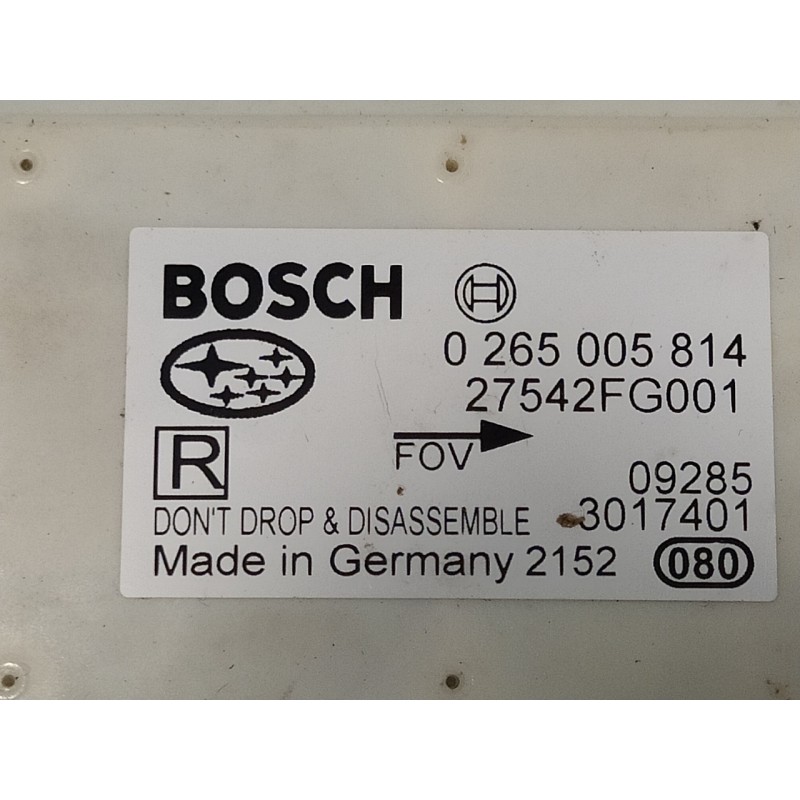 BOSCH
0 265 005 814
27542FG001
R
FOV
09285
DON'T DROP & DISASSEMBLE 3017401
Made in Germany 2152 080